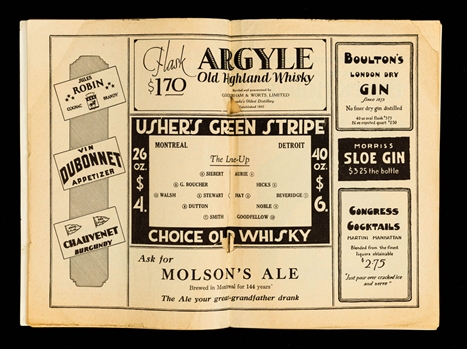 JULES
ROBIN
COGNAC
BRANDY
VIN
DUBONNET
APPETIZER
CHAUVENET
BURGUNDY
Flask
$1.70
ARGYLE
Old Highland Whisky
& WORTS, LIMITED
Oldest Distillery
USHER'S GREEN STRIPE
MONTREAL DETROIT
26 OZ. $4.
40 OZ. $6.
The Line-Up
SIEBERT AURIE
G. BOUCHER HICKS
WALSH STEWART HAY BEVERIDGE
DUTTON NOBLE
SMITH GOODFELLOW
CHOICE OLD WHISKY
Ask for
MOLSON'S ALE
Brewed in Montreal for 144 years
The Ale your great-grandfather drank
BOULTON'S
LONDON DRY
GIN
No finer dry gin distilled
MORRIS'S
SLOE GIN
$3.25 the bottle
CONGRESS
COCKTAILS
MARTINI MANHATTAN
Blended from the finest
liquors obtainable
$2.75
"Just pour over cracked ice
and serve"